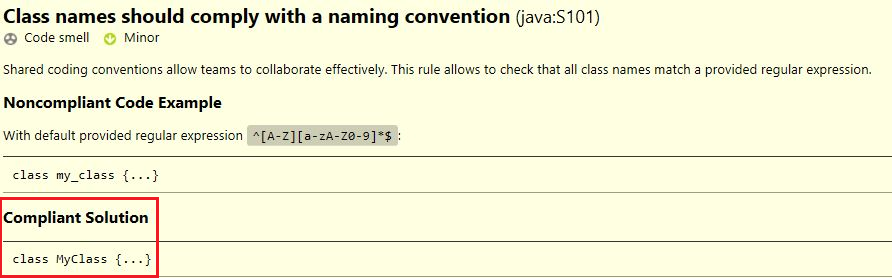 Class names should comply with a naming convention (java:S101)
Code smell Minor
Shared coding conventions allow teams to collaborate effectively. This rule allows to check that all class names match a provided regular expression.
Noncompliant Code Example
With default provided regular expression ^[A-Z][a-zA-Z0-9]*$ :
class my_class {...}
Compliant Solution
class MyClass {...}